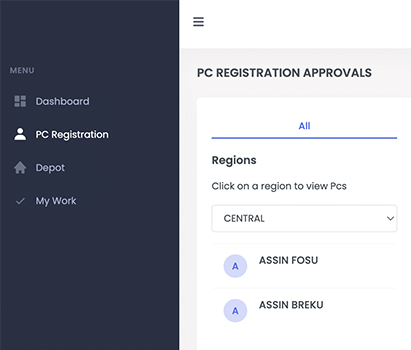 MENU
Dashboard
PC Registration
Depot
My Work
PC REGISTRATION APPROVALS
All
Regions
Click on a region to view Pcs
CENTRAL
A
ASSIN FOSU
A
ASSIN BREKU